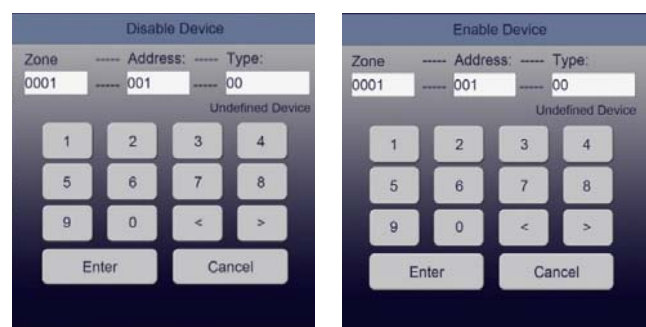 Disable Device
Zone ----- Address: ----- Type:
0001 ----- 001 ----- 00
Undefined Device
1 2 3 4
5 6 7 8
9 0 < >
Enter Cancel
Enable Device
Zone ----- Address: ----- Type:
0001 ----- 001 ----- 00
Undefined Device
1 2 3 4
5 6 7 8
9 0 < >
Enter Cancel